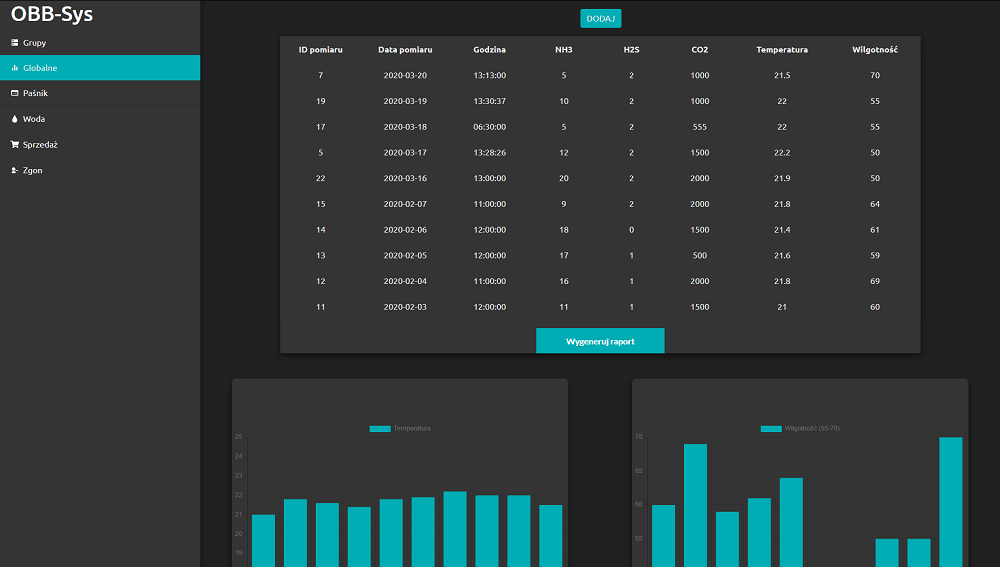 OBB-Sys
Grupy
Globalne
Paśnik
Woda
Sprzedaż
Zgon
DODAJ
ID pomiaru Data pomiaru Godzina NH3 H2S CO2 Temperatura Wilgotność
7 2020-03-20 13:13:00 5 2 1000 21.5 70
19 2020-03-19 13:30:37 10 2 1000 22 55
17 2020-03-18 06:30:00 5 2 555 22 55
5 2020-03-17 13:28:26 12 2 1500 22.2 50
22 2020-03-16 13:00:00 20 2 2000 21.9 50
15 2020-02-07 11:00:00 9 2 2000 21.8 64
14 2020-02-06 12:00:00 18 0 1500 21.4 61
13 2020-02-05 12:00:00 17 1 500 21.6 59
12 2020-02-04 11:00:00 16 1 2000 21.8 69
11 2020-02-03 12:00:00 11 1 1500 21 60
Wygeneruj raport
Temperatura
25
24
23
22
21
20
19
Wilgotność (55-70)
70
65
60
55